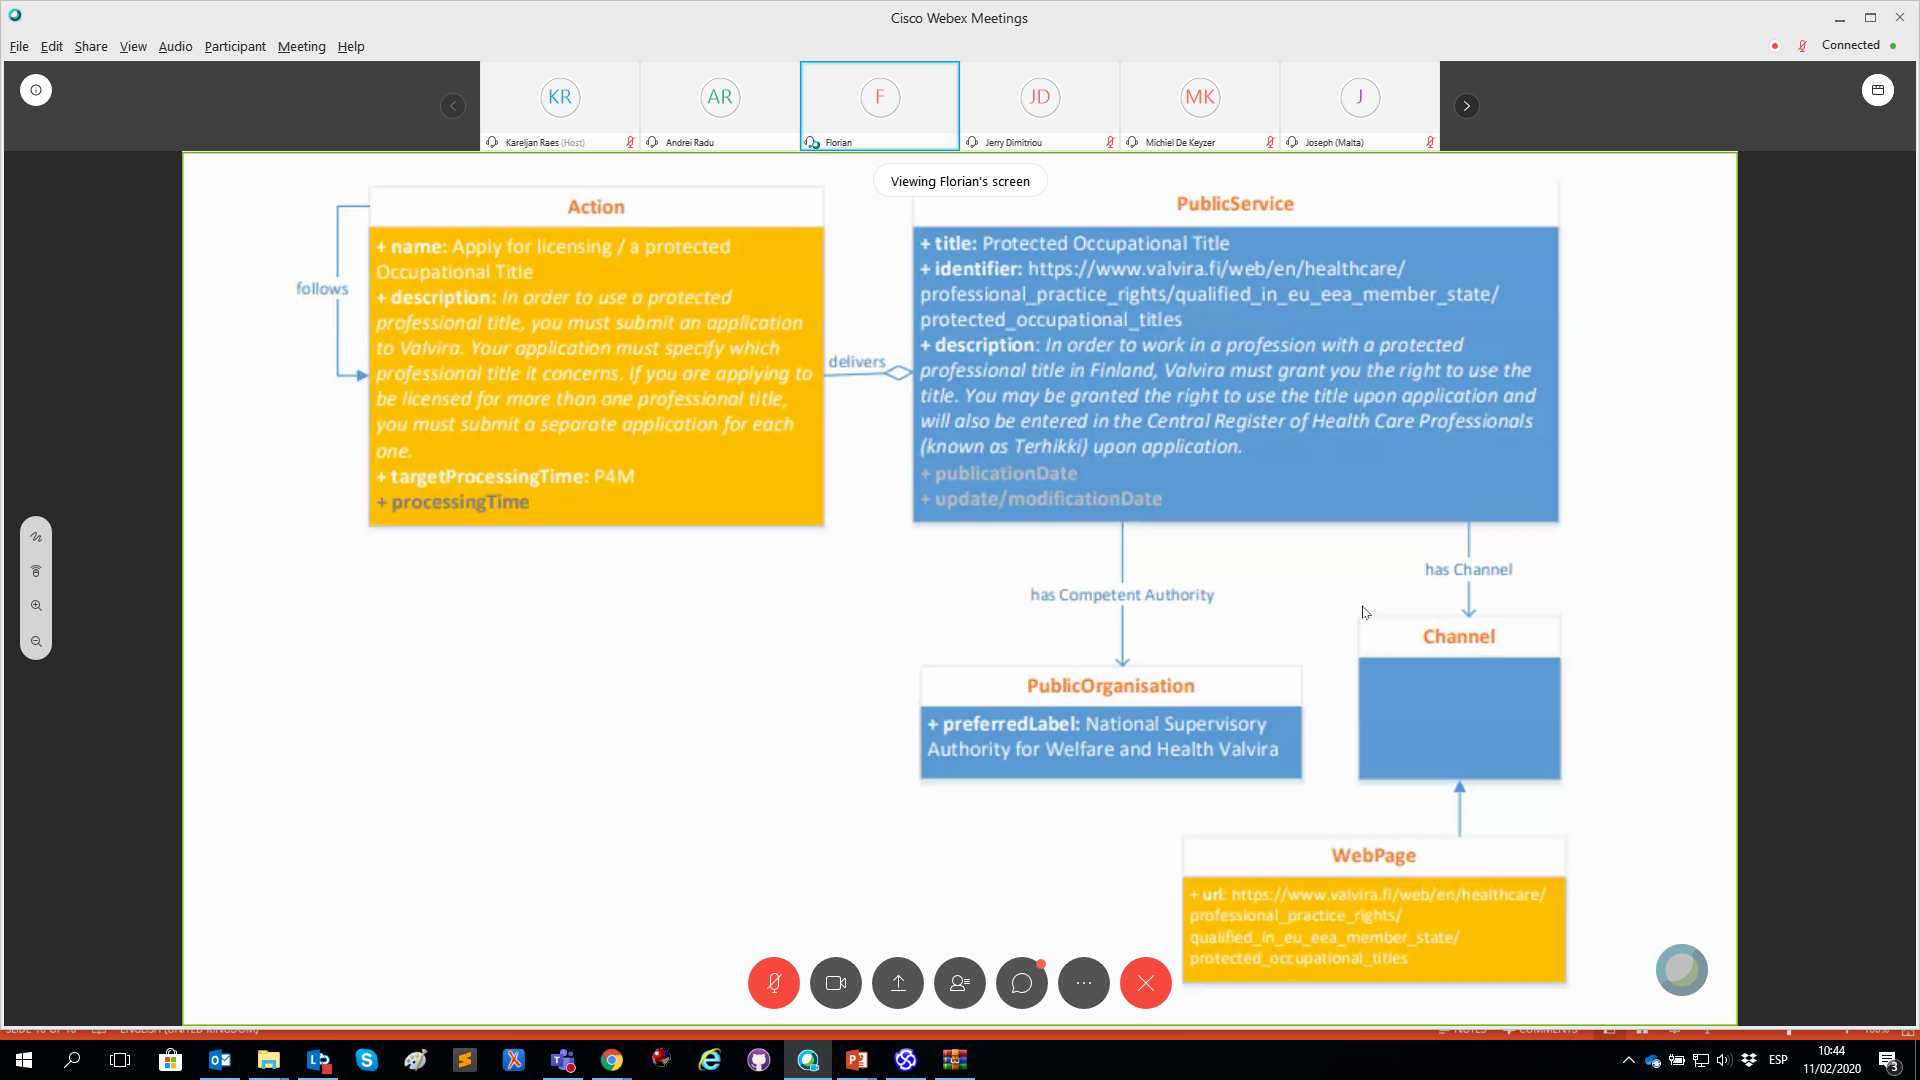 Cisco Webex Meetings
File Edit Share View Audio Participant Meeting Help
Connected
KR
AR
F
JD
MK
J
Kareljan Raes (Host)
Andrei Radu
Florian
Jerry Dimitriou
Michiel De Keyzer
Joseph (Malta)
Viewing Florian's screen
Action
+ name: Apply for licensing / a protected
Occupational Title
+ description: In order to use a protected
professional title, you must submit an application
to Valvira. Your application must specify which
professional title it concerns. If you are applying to
be licensed for more than one professional title,
you must submit a separate application for each
one.
+ targetProcessingTime: P4M
+ processingTime
follows
delivers
PublicService
+ title: Protected Occupational Title
+ identifier: https://www.valvira.fi/web/en/healthcare/
professional_practice_rights/qualified_in_eu_eea_member_state/
protected_occupational_titles
+ description: In order to work in a profession with a protected
professional title in Finland, Valvira must grant you the right to use the
title. You may be granted the right to use the title upon application and
will also be entered in the Central Register of Health Care Professionals
(known as Terhikki) upon application.
+ publicationDate
+ update/modificationDate
has Competent Authority
has Channel
PublicOrganisation
+ preferredLabel: National Supervisory
Authority for Welfare and Health Valvira
Channel
WebPage
+ url: https://www.valvira.fi/web/en/healthcare/
professional_practice_rights/
qualified_in_eu_eea_member_state/
protected_occupational_titles
ENGLISH (UNITED KINGDOM)
NOTES
COMMENTS
ESP
10:44
11/02/2020
3